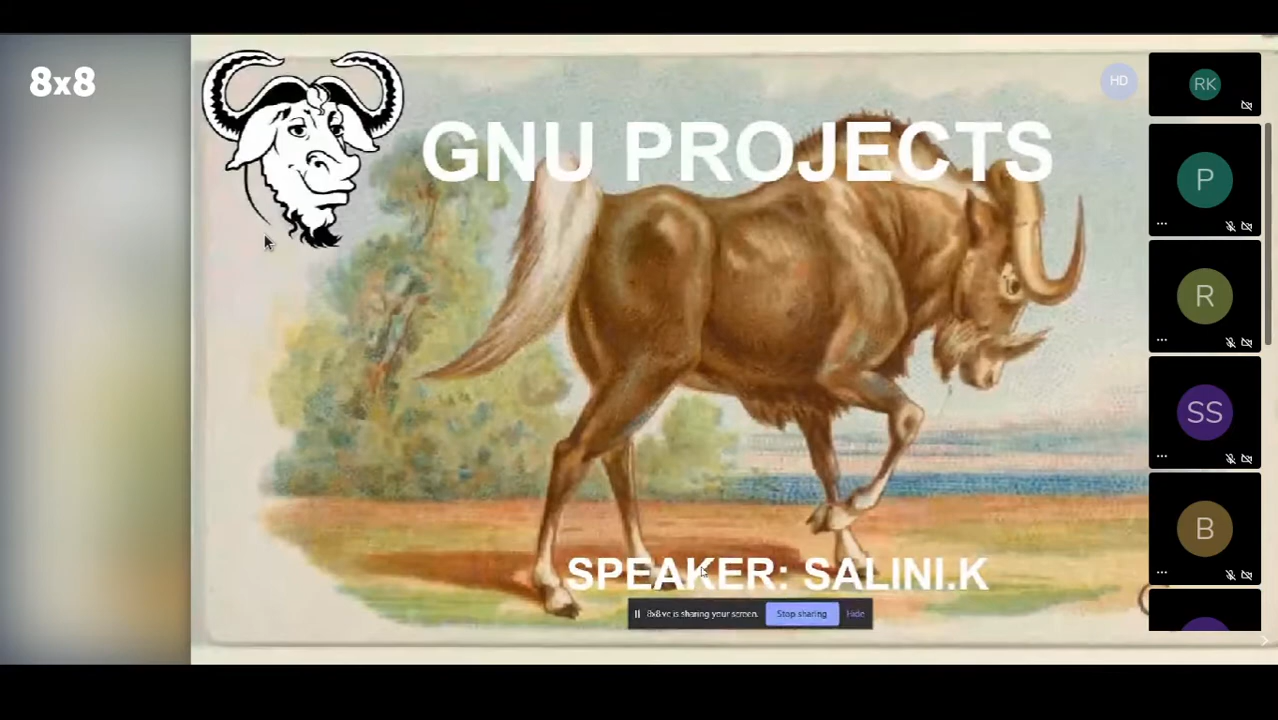 8x8
HD
RK
GNU PROJECTS
P
R
SS
B
SPEAKER: SALINI.K
8x8.vc is sharing your screen.
Stop sharing
Hide